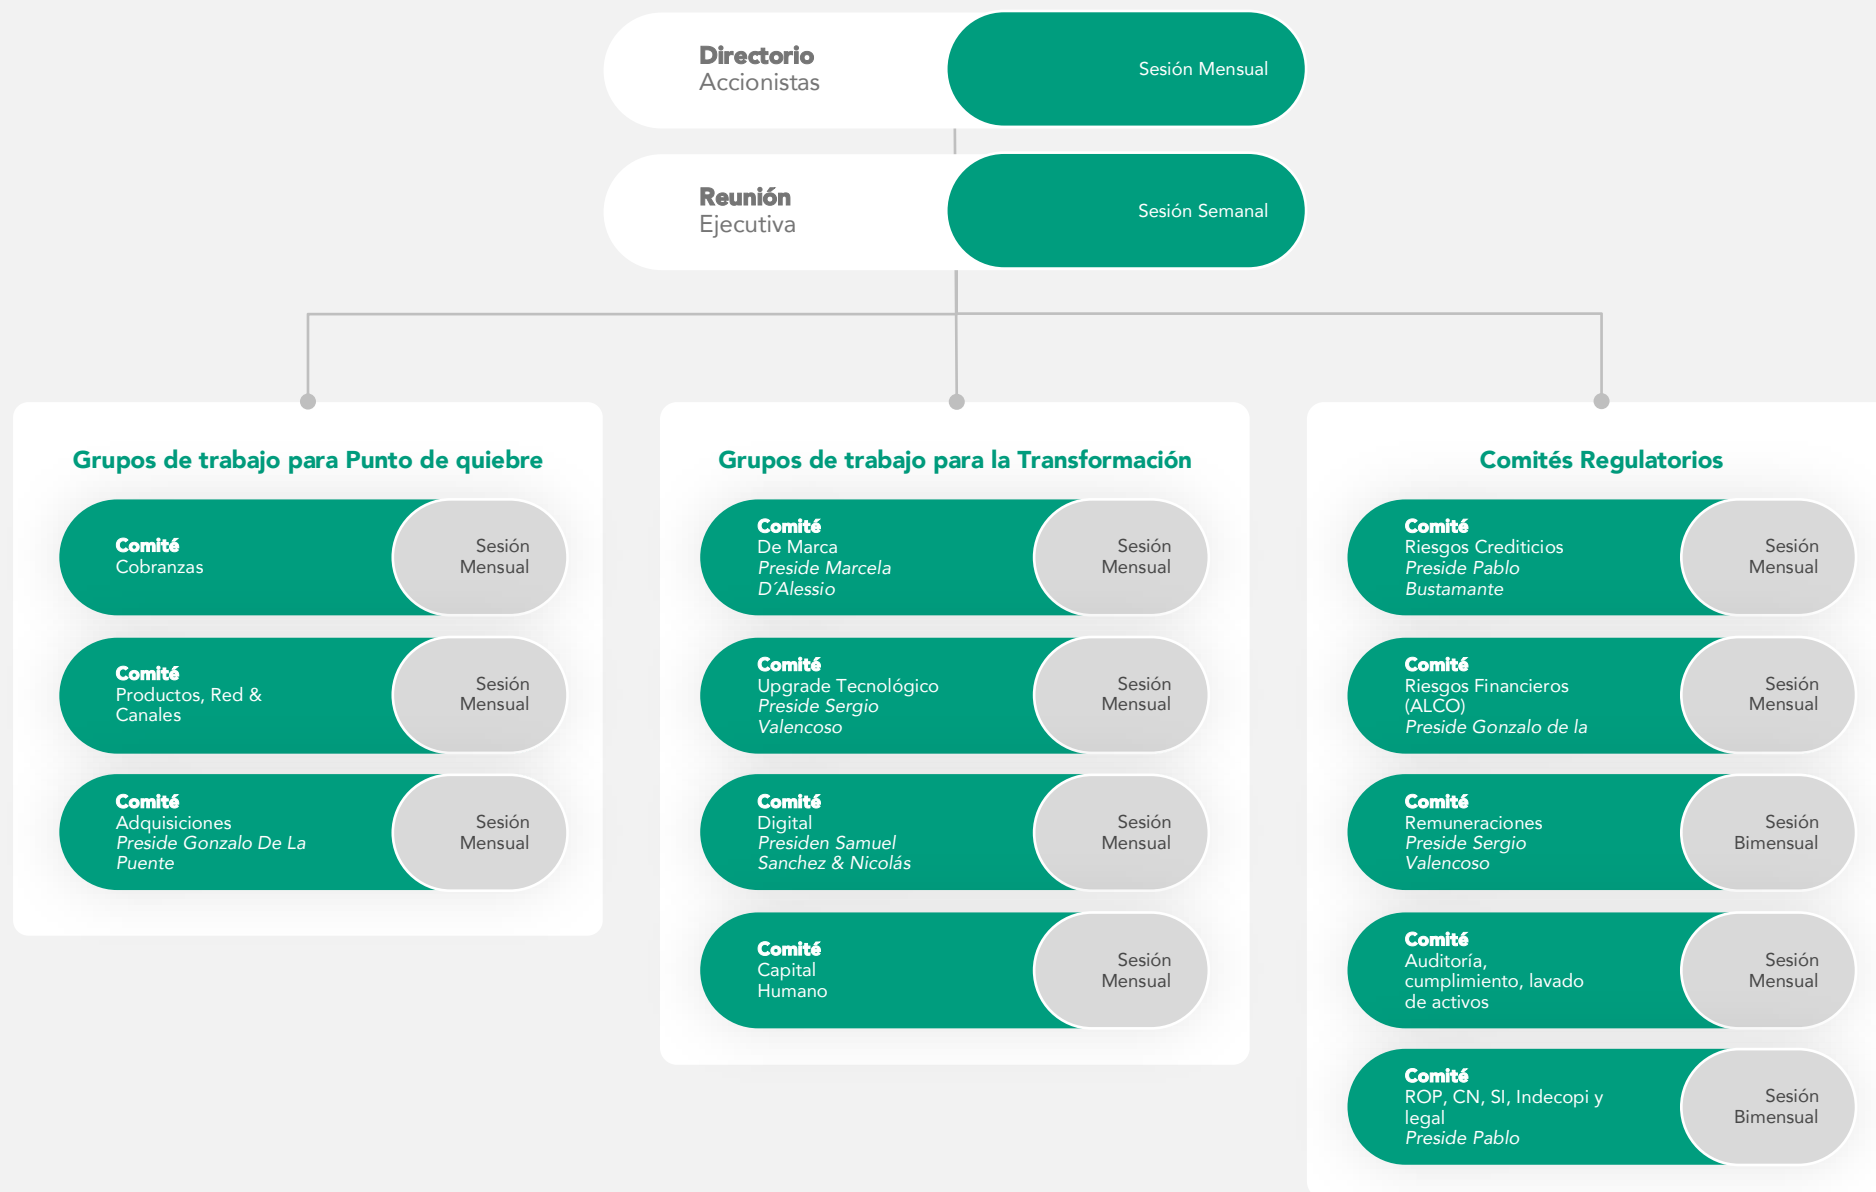 Directorio
Accionistas
Sesión Mensual
Reunión
Ejecutiva
Sesión Semanal
Grupos de trabajo para Punto de quiebre
Comité
Cobranzas
Sesión
Mensual
Comité
Productos, Red &
Canales
Sesión
Mensual
Comité
Adquisiciones
Preside Gonzalo De La
Puente
Sesión
Mensual
Grupos de trabajo para la Transformación
Comité
De Marca
Preside Marcela
D´Alessio
Sesión
Mensual
Comité
Upgrade Tecnológico
Preside Sergio
Valencoso
Sesión
Mensual
Comité
Digital
Presiden Samuel
Sanchez & Nicolás
Sesión
Mensual
Comité
Capital
Humano
Sesión
Mensual
Comités Regulatorios
Comité
Riesgos Crediticios
Preside Pablo
Bustamante
Sesión
Mensual
Comité
Riesgos Financieros
(ALCO)
Preside Gonzalo de la
Sesión
Mensual
Comité
Remuneraciones
Preside Sergio
Valencoso
Sesión
Bimensual
Comité
Auditoría,
cumplimiento, lavado
de activos
Sesión
Mensual
Comité
ROP, CN, SI, Indecopi y
legal
Preside Pablo
Sesión
Bimensual